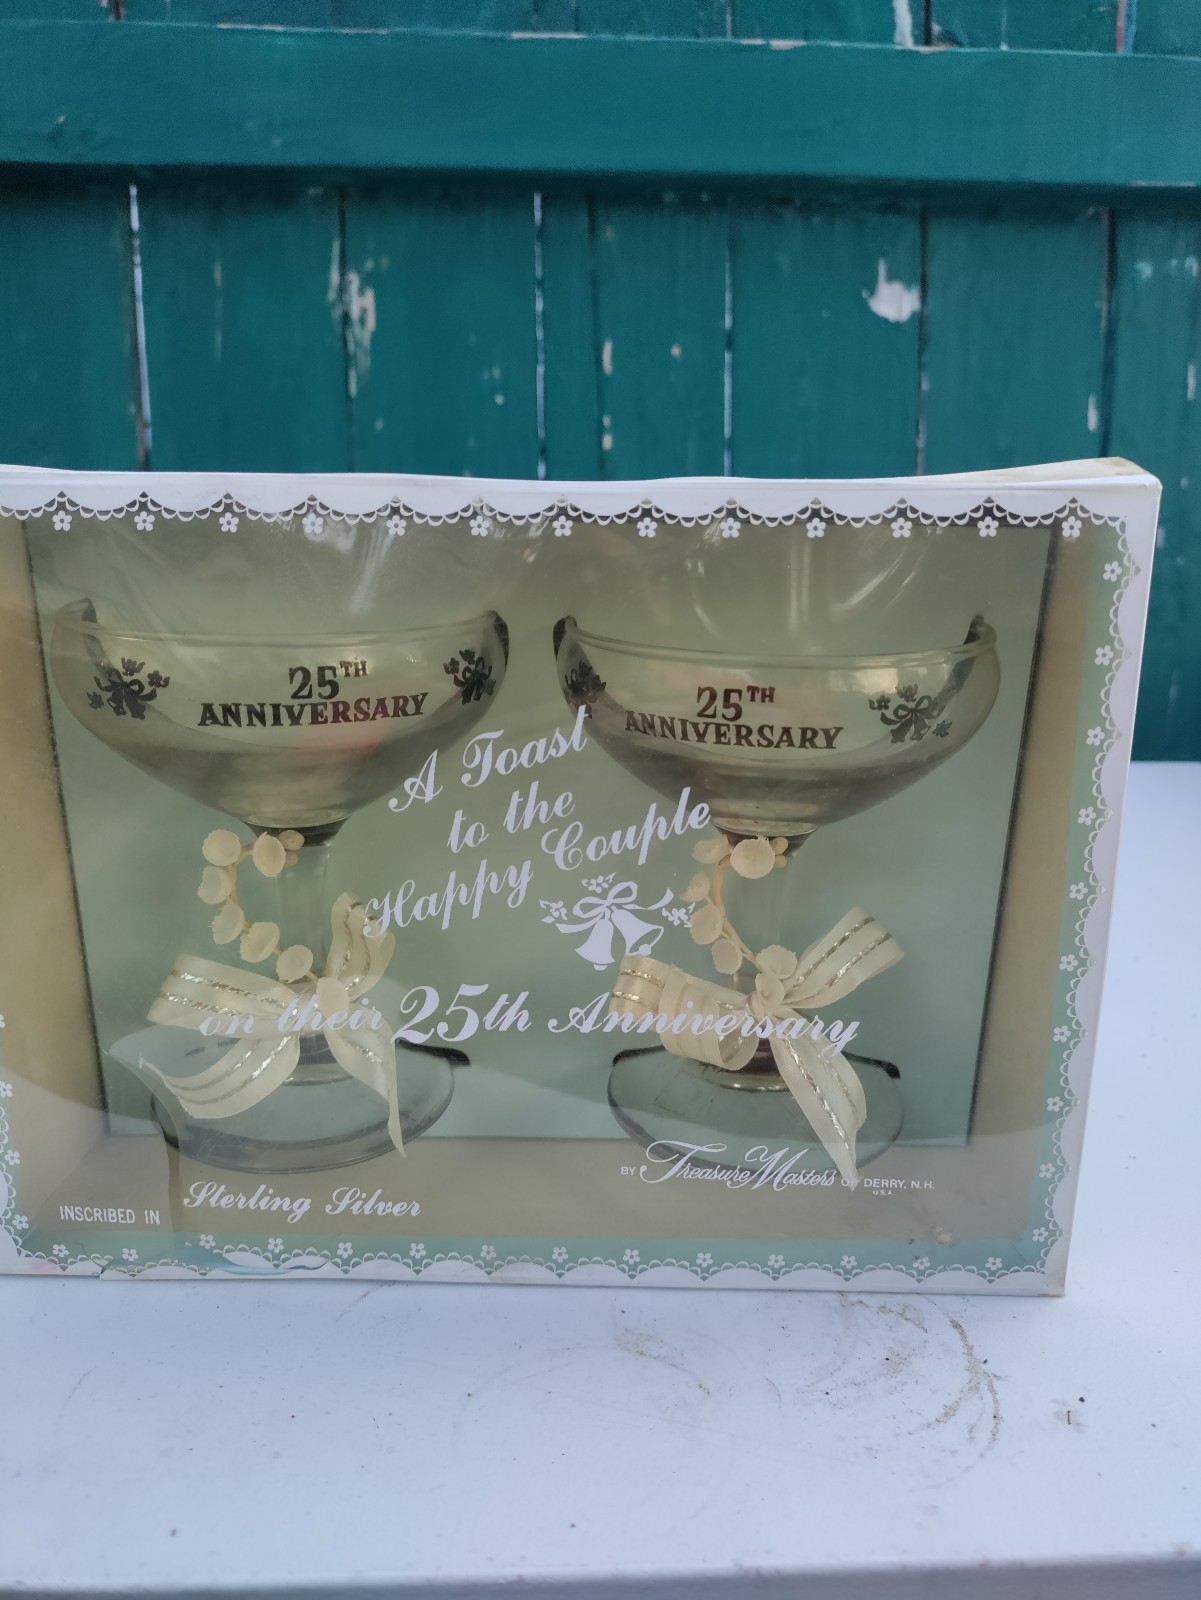 25TH
ANNIVERSARY
25TH
ANNIVERSARY
A Toast
to the
Happy Couple
on their 25th Anniversary
BY Treasure Masters OF DERRY, N.H.
U.S.A
INSCRIBED IN Sterling Silver